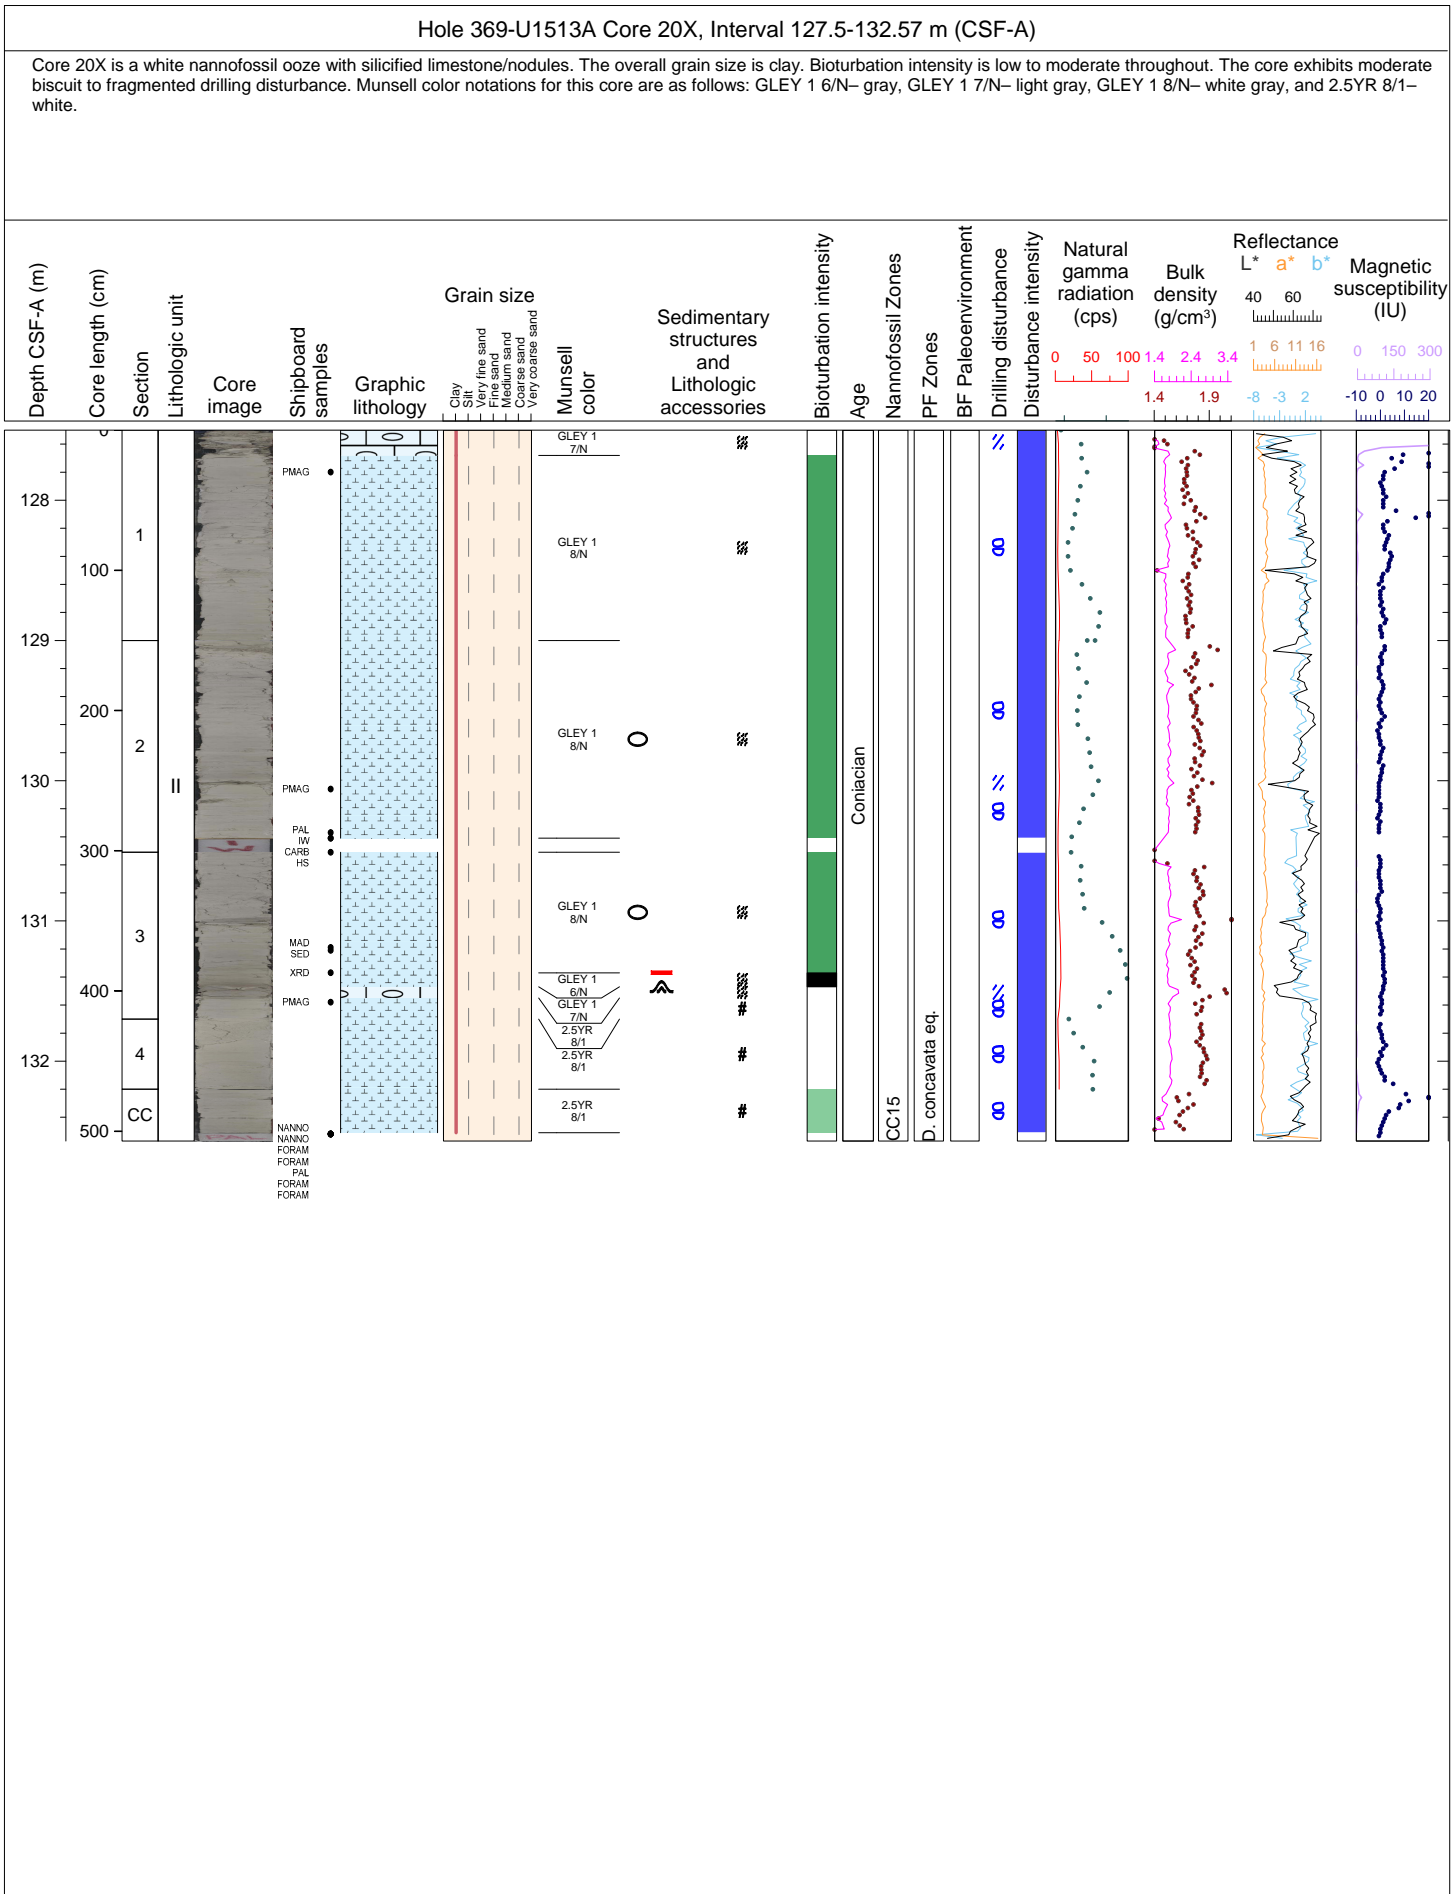 Hole 369-U1513A Core 20X, Interval 127.5-132.57 m (CSF-A)
Core 20X is a white nannofossil ooze with silicified limestone/nodules. The overall grain size is clay. Bioturbation intensity is low to moderate throughout. The core exhibits moderate
biscuit to fragmented drilling disturbance. Munsell color notations for this core are as follows: GLEY 1 6/N– gray, GLEY 1 7/N– light gray, GLEY 1 8/N– white gray, and 2.5YR 8/1–
white.
Depth CSF-A (m)
Core length (cm)
Section
Lithologic unit
Core
image
Shipboard
samples
Graphic
lithology
Grain size
Clay
Silt
Very fine sand
Fine sand
Medium sand
Coarse sand
Very coarse sand
Munsell
color
Sedimentary
structures
and
Lithologic
accessories
Bioturbation intensity
Age
Nannofossil Zones
PF Zones
BF Paleoenvironment
Drilling disturbance
Disturbance intensity
Natural
gamma
radiation
(cps)
0 50 100
Bulk
density
(g/cm³)
1.4 2.4 3.4
1.4 1.9
Reflectance
L* a* b*
40 60
1 6 11 16
-8 -3 2
Magnetic
susceptibility
(IU)
0 150 300
-10 0 10 20
128
129
130
131
132
0
100
200
300
400
500
1
2
3
4
CC
II
PMAG
PMAG
PAL
IW
CARB
HS
MAD
SED
XRD
PMAG
NANNO
NANNO
FORAM
FORAM
PAL
FORAM
FORAM
GLEY 1
7/N
GLEY 1
8/N
GLEY 1
8/N
GLEY 1
8/N
GLEY 1
6/N
GLEY 1
7/N
2.5YR
8/1
2.5YR
8/1
2.5YR
8/1
Coniacian
CC15
D. concavata eq.